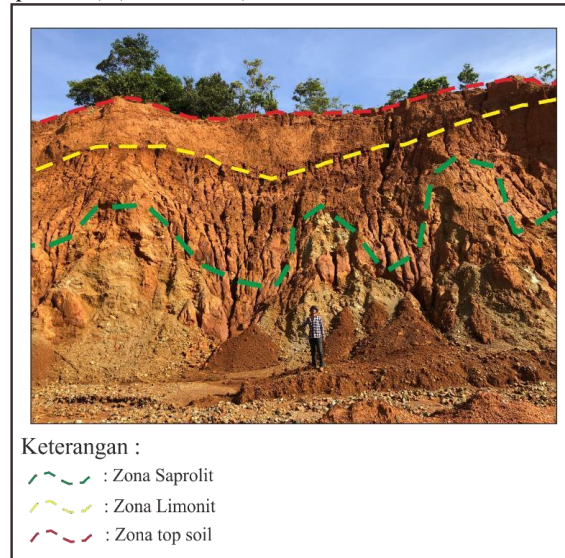 Keterangan :
: Zona Saprolit
: Zona Limonit
: Zona top soil